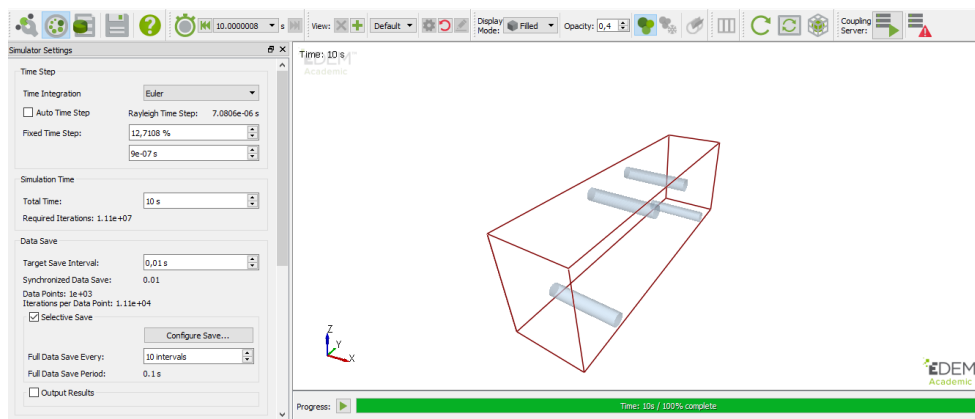 10.0000008 s View: Default Display Mode: Filled Opacity: 0,4 Coupling Server:
Simulator Settings
Time Step
Time Integration Euler
Auto Time Step Rayleigh Time Step: 7.0806e-06 s
Fixed Time Step: 12,7108 %
9e-07 s
Simulation Time
Total Time: 10 s
Required Iterations: 1.11e+07
Data Save
Target Save Interval: 0,01 s
Synchronized Data Save: 0.01
Data Points: 1e+03
Iterations per Data Point: 1.11e+04
Selective Save
Configure Save...
Full Data Save Every: 10 intervals
Full Data Save Period: 0.1 s
Output Results
Time: 10 s
EDEM
Academic
Z
Y
X
EDEM
Academic
Progress: Time: 10s / 100% complete